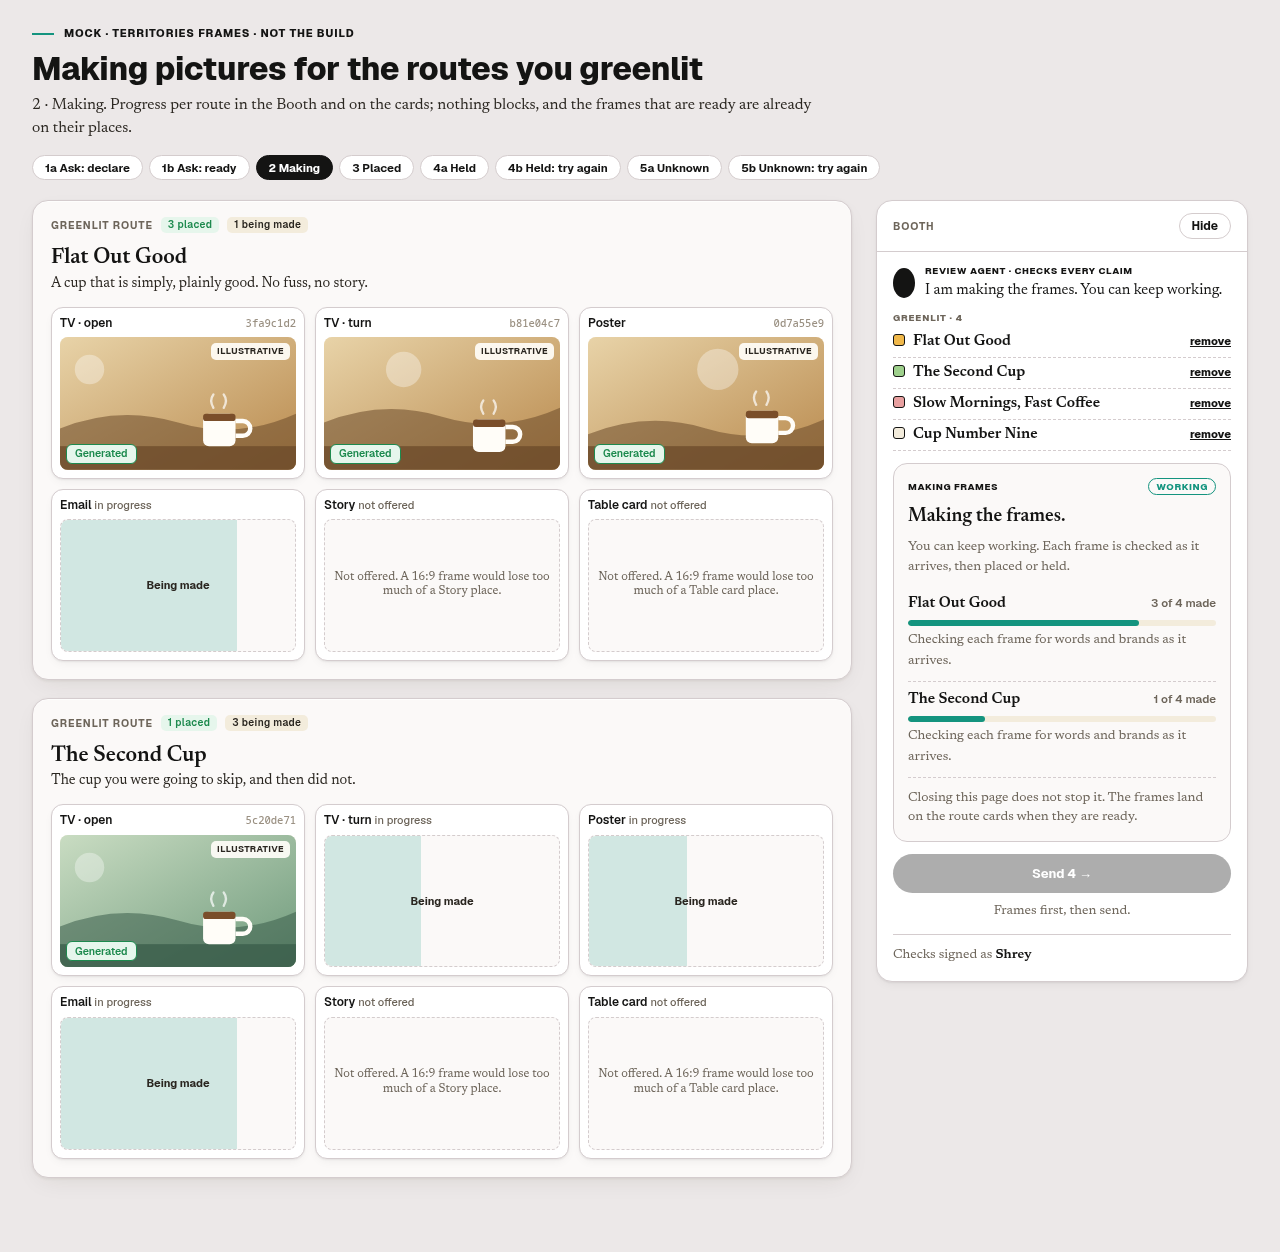 MOCK · TERRITORIES FRAMES · NOT THE BUILD
Making pictures for the routes you greenlit
2 · Making. Progress per route in the Booth and on the cards; nothing blocks, and the frames that are ready are already
on their places.
1a Ask: declare
1b Ask: ready
2 Making
3 Placed
4a Held
4b Held: try again
5a Unknown
5b Unknown: try again
GREENLIT ROUTE 3 placed 1 being made
Flat Out Good
A cup that is simply, plainly good. No fuss, no story.
TV · open 3fa9c1d2
ILLUSTRATIVE
Generated
TV · turn b81e04c7
ILLUSTRATIVE
Generated
Poster 0d7a55e9
ILLUSTRATIVE
Generated
Email in progress
Being made
Story not offered
Not offered. A 16:9 frame would lose too
much of a Story place.
Table card not offered
Not offered. A 16:9 frame would lose too
much of a Table card place.
GREENLIT ROUTE 1 placed 3 being made
The Second Cup
The cup you were going to skip, and then did not.
TV · open 5c20de71
ILLUSTRATIVE
Generated
TV · turn in progress
Being made
Poster in progress
Being made
Email in progress
Being made
Story not offered
Not offered. A 16:9 frame would lose too
much of a Story place.
Table card not offered
Not offered. A 16:9 frame would lose too
much of a Table card place.
BOOTH
Hide
REVIEW AGENT · CHECKS EVERY CLAIM
I am making the frames. You can keep working.
GREENLIT · 4
Flat Out Good remove
The Second Cup remove
Slow Mornings, Fast Coffee remove
Cup Number Nine remove
MAKING FRAMES WORKING
Making the frames.
You can keep working. Each frame is checked as it
arrives, then placed or held.
Flat Out Good 3 of 4 made
Checking each frame for words and brands as it
arrives.
The Second Cup 1 of 4 made
Checking each frame for words and brands as it
arrives.
Closing this page does not stop it. The frames land
on the route cards when they are ready.
Send 4 →
Frames first, then send.
Checks signed as Shrey